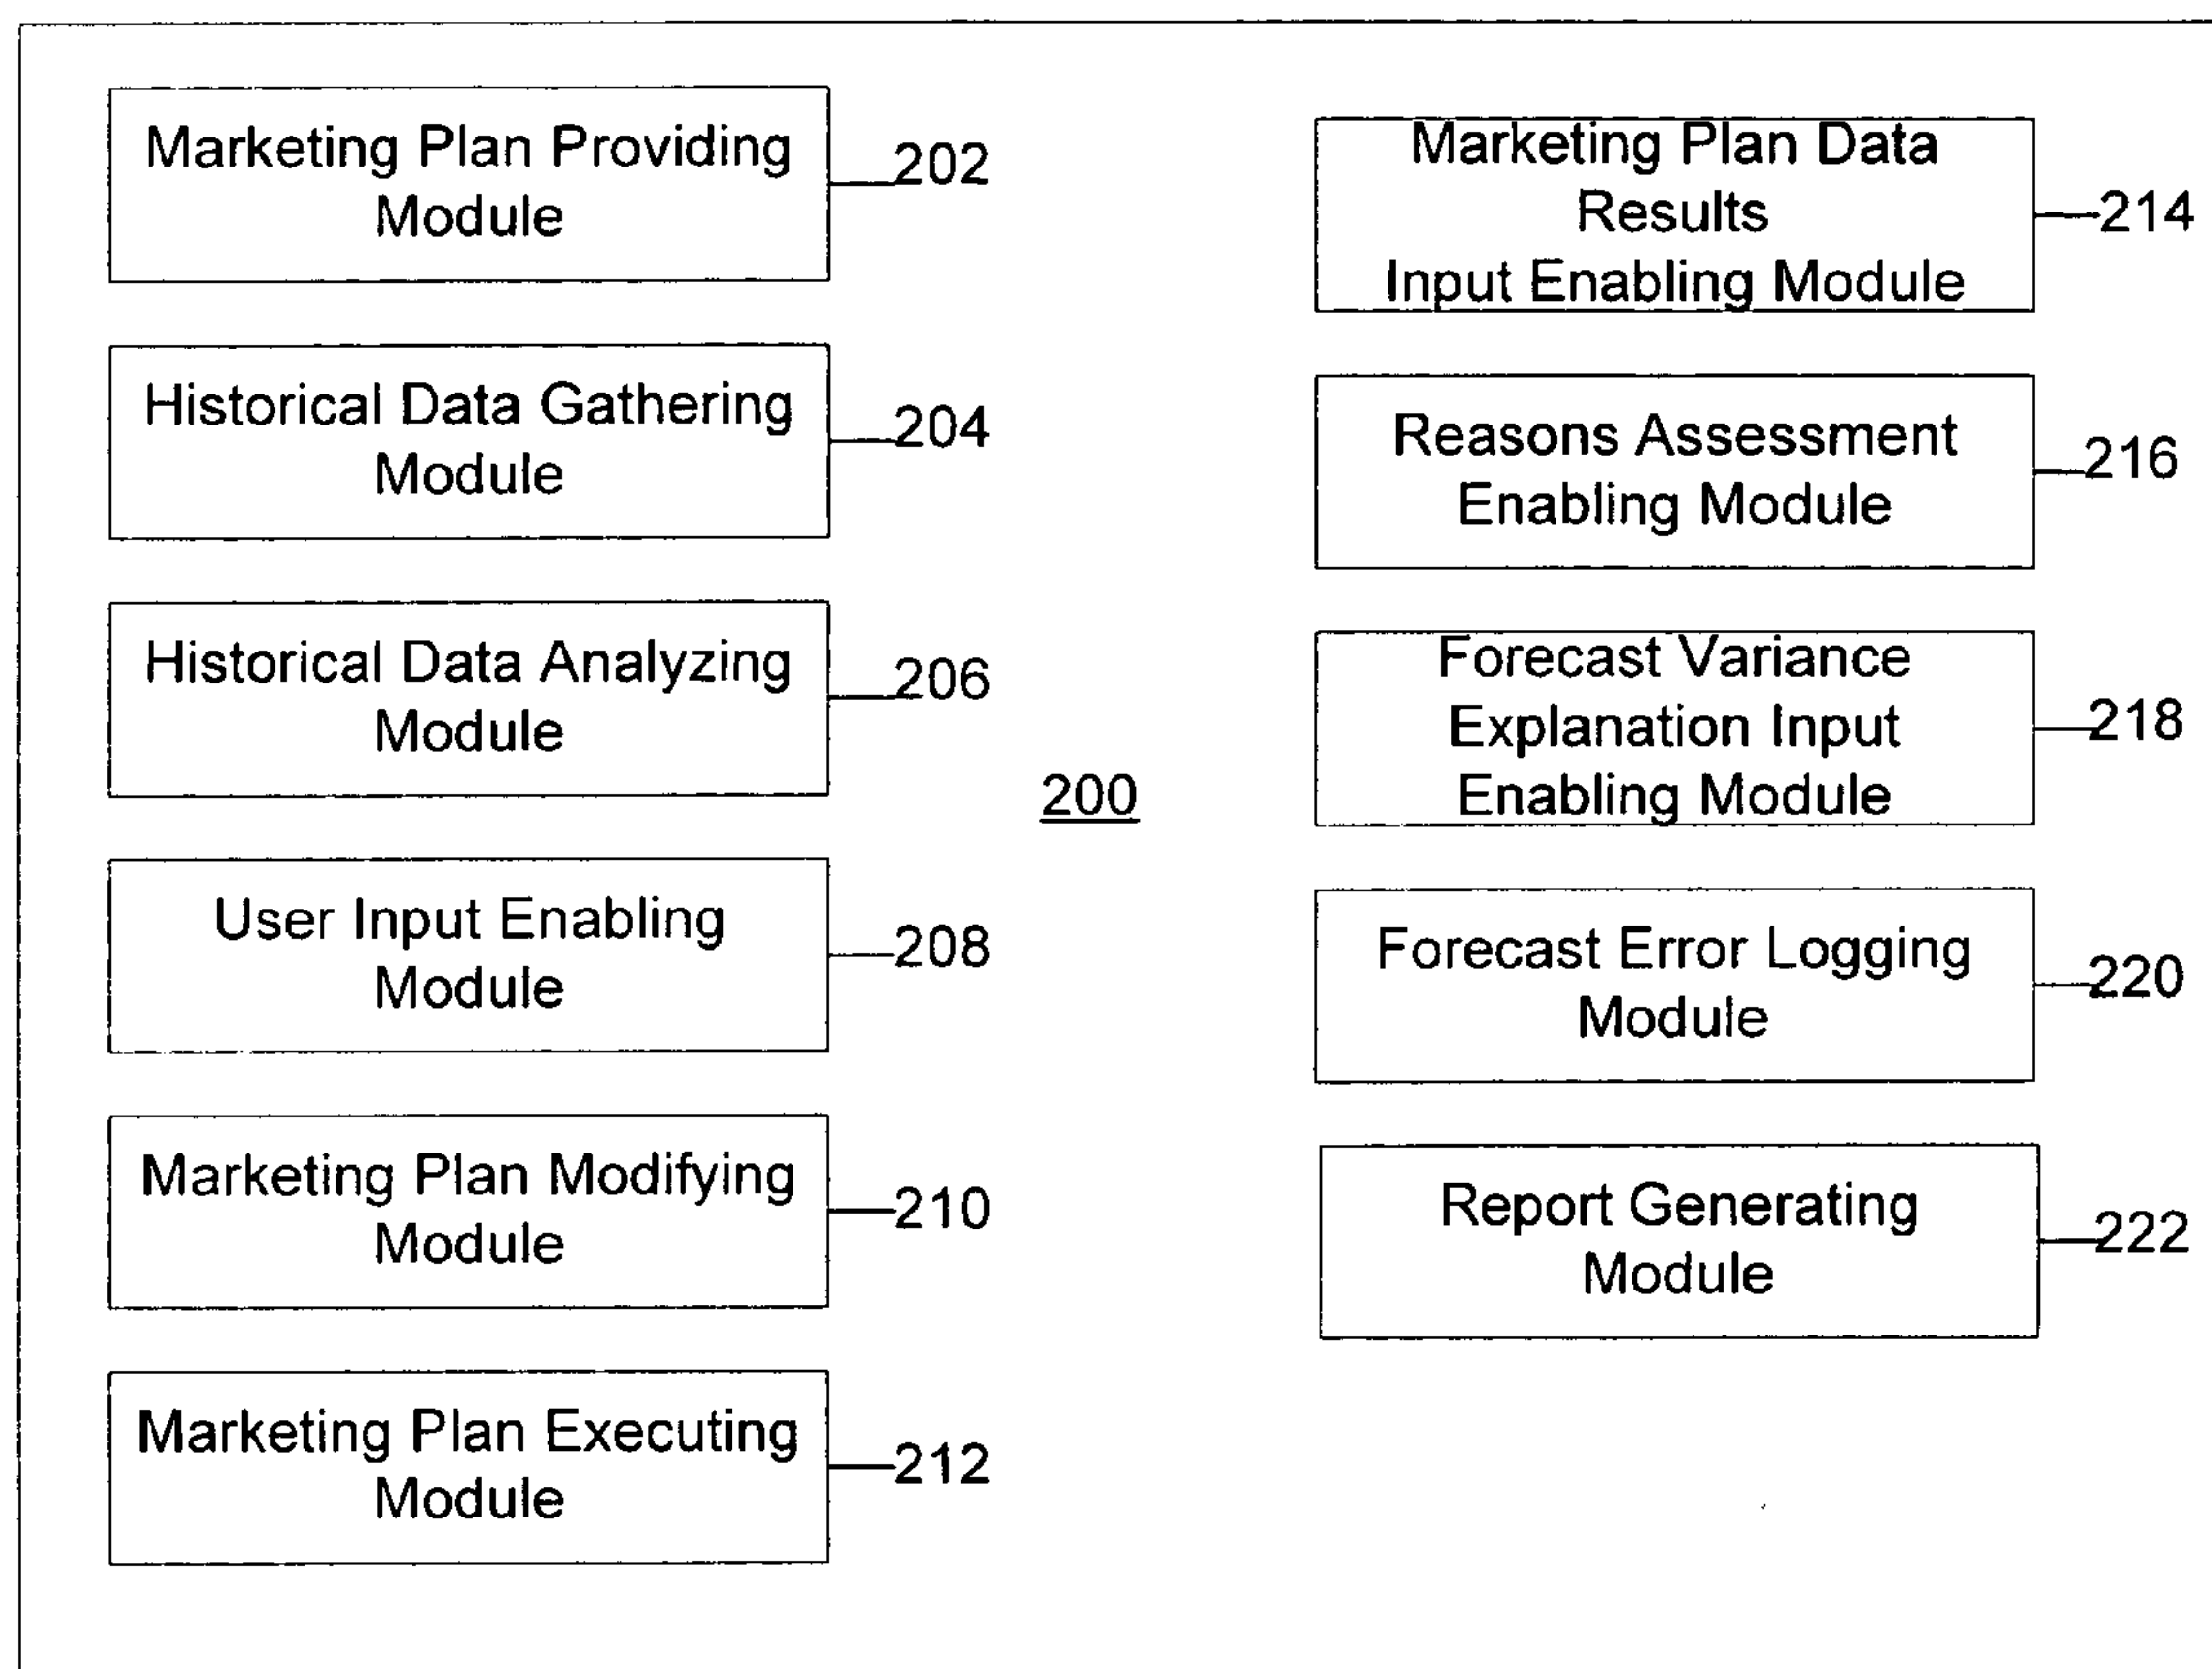 Marketing Plan Providing
Module
202
Historical Data Gathering
Module
204
Historical Data Analyzing
Module
206
User Input Enabling
Module
208
Marketing Plan Modifying
Module
210
Marketing Plan Executing
Module
212
200
Marketing Plan Data
Results
Input Enabling Module
214
Reasons Assessment
Enabling Module
216
Forecast Variance
Explanation Input
Enabling Module
218
Forecast Error Logging
Module
220
Report Generating
Module
222